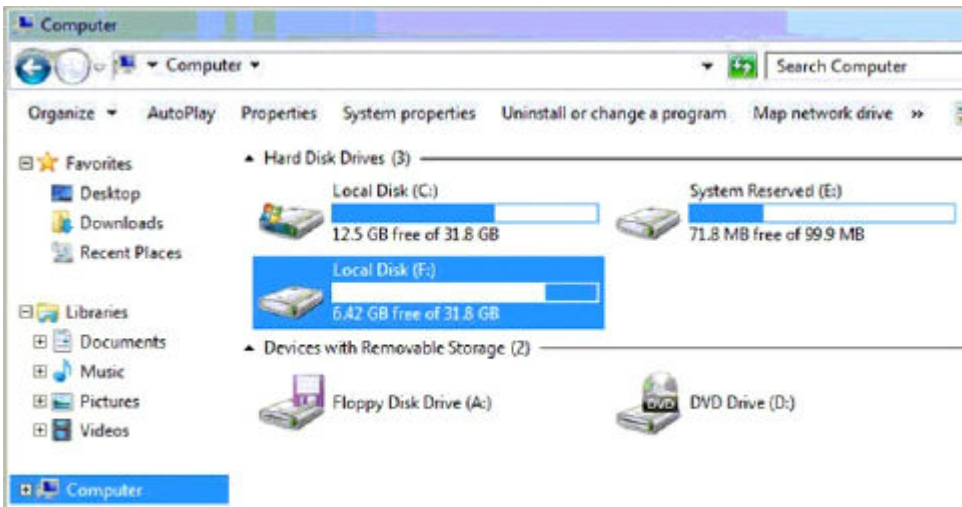 Computer
Computer
Search Computer
Organize AutoPlay Properties System properties Uninstall or change a program Map network drive »
Favorites
Desktop
Downloads
Recent Places
Libraries
Documents
Music
Pictures
Videos
Computer
Hard Disk Drives (3)
Local Disk (C:)
12.5 GB free of 31.8 GB
System Reserved (E:)
71.8 MB free of 99.9 MB
Local Disk (F:)
6.42 GB free of 31.8 GB
Devices with Removable Storage (2)
Floppy Disk Drive (A:)
DVD Drive (D:)
DVD